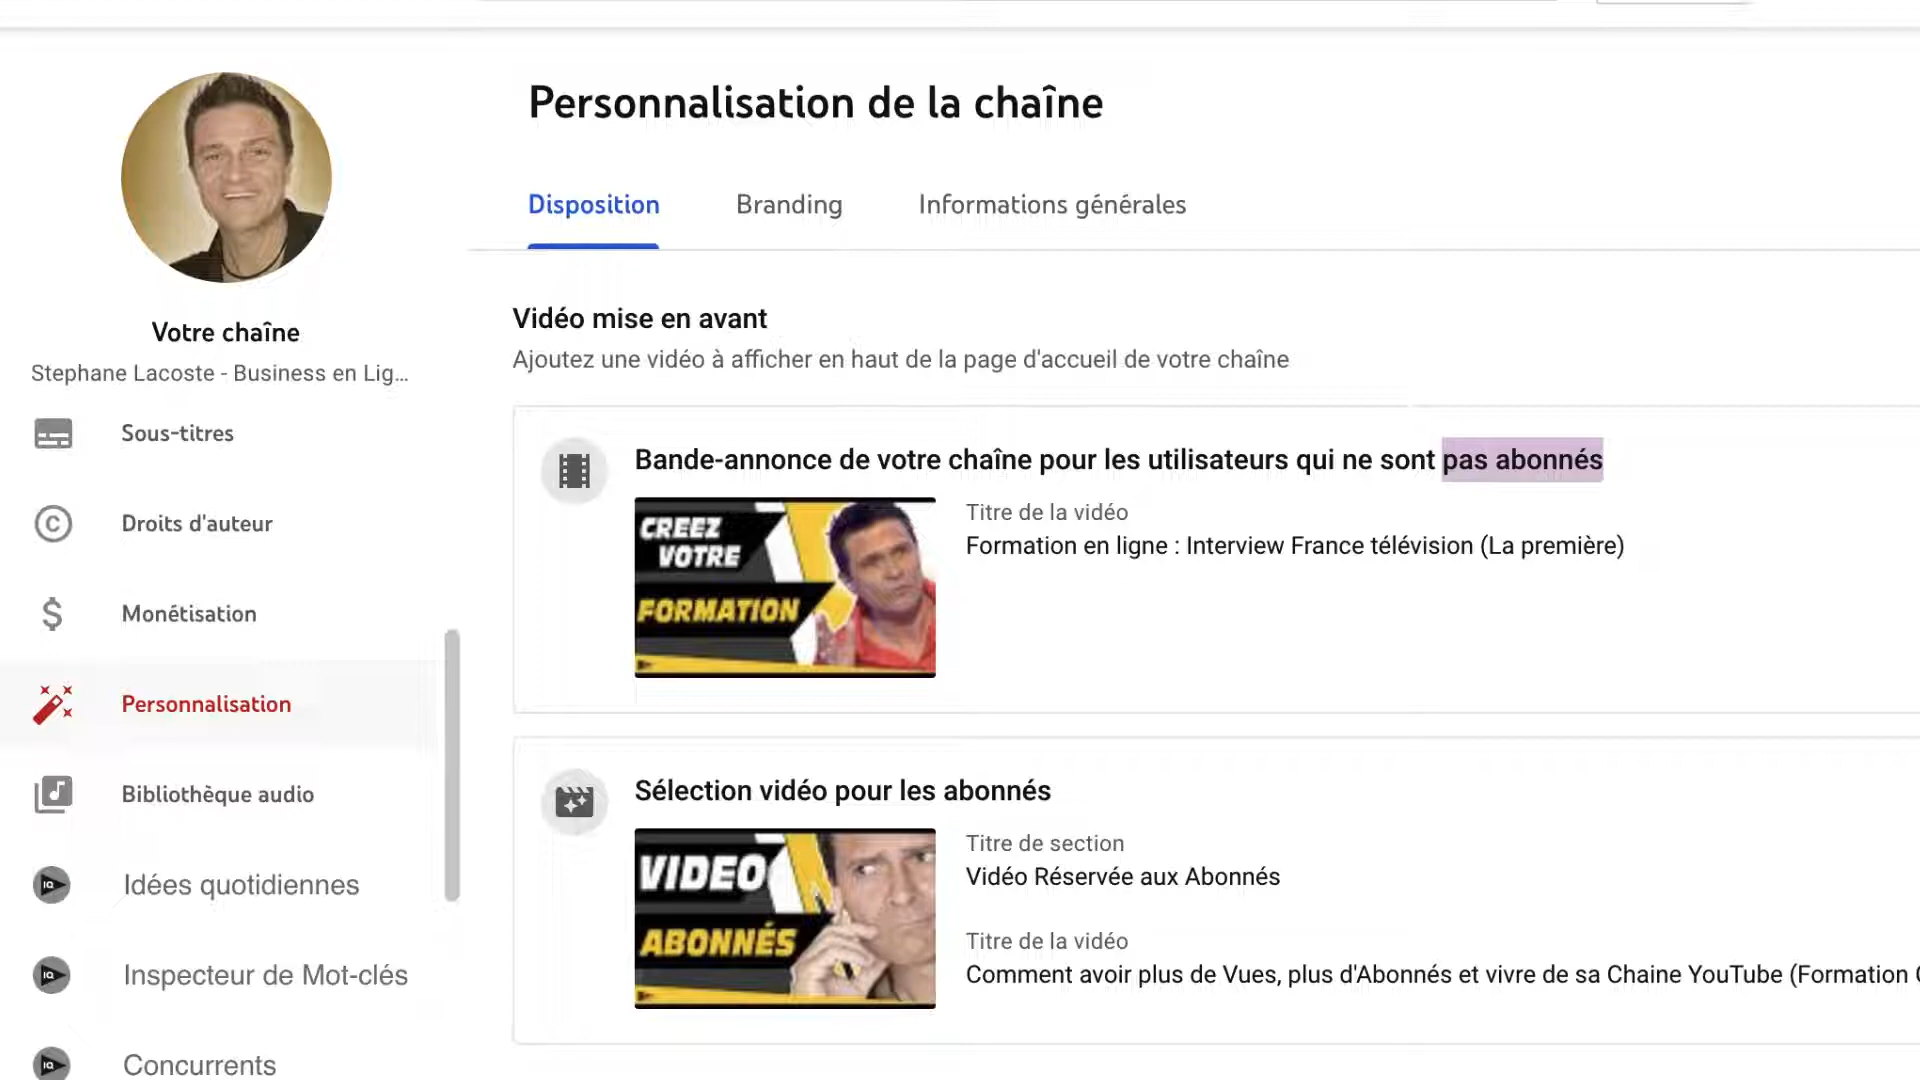 Personnalisation de la chaîne
Disposition
Branding
Informations générales
Votre chaîne
Stephane Lacoste - Business en Lig...
Sous-titres
Droits d'auteur
Monétisation
Personnalisation
Bibliothèque audio
Idées quotidiennes
Inspecteur de Mot-clés
Concurrents
Vidéo mise en avant
Ajoutez une vidéo à afficher en haut de la page d'accueil de votre chaîne
Bande-annonce de votre chaîne pour les utilisateurs qui ne sont pas abonnés
CREEZ
VOTRE
FORMATION
Titre de la vidéo
Formation en ligne : Interview France télévision (La première)
Sélection vidéo pour les abonnés
VIDEO
ABONNÉS
Titre de section
Vidéo Réservée aux Abonnés
Titre de la vidéo
Comment avoir plus de Vues, plus d'Abonnés et vivre de sa Chaine YouTube (Formation